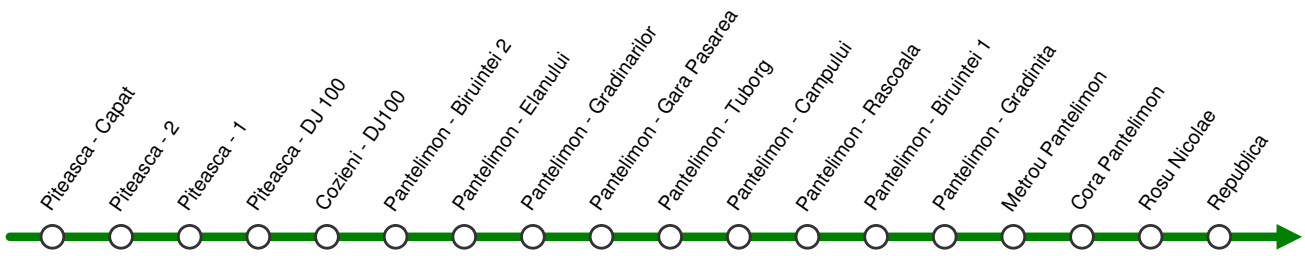 Piteasca - Capat
Piteasca - 2
Piteasca - 1
Piteasca - DJ 100
Cozieni - DJ100
Pantelimon - Biruintei 2
Pantelimon - Elanului
Pantelimon - Gradinarilor
Pantelimon - Gara Pasarea
Pantelimon - Tuborg
Pantelimon - Campului
Pantelimon - Rascoala
Pantelimon - Biruintei 1
Pantelimon - Gradinita
Metrou Pantelimon
Cora Pantelimon
Rosu Nicolae
Republica